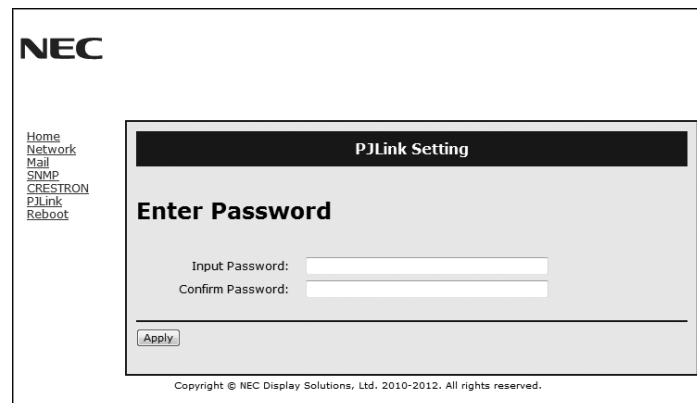 NEC
Home
Network
Mail
SNMP
CRESTRON
PJLink
Reboot
PJLink Setting
Enter Password
Input Password:
Confirm Password:
Apply
Copyright © NEC Display Solutions, Ltd. 2010-2012. All rights reserved.